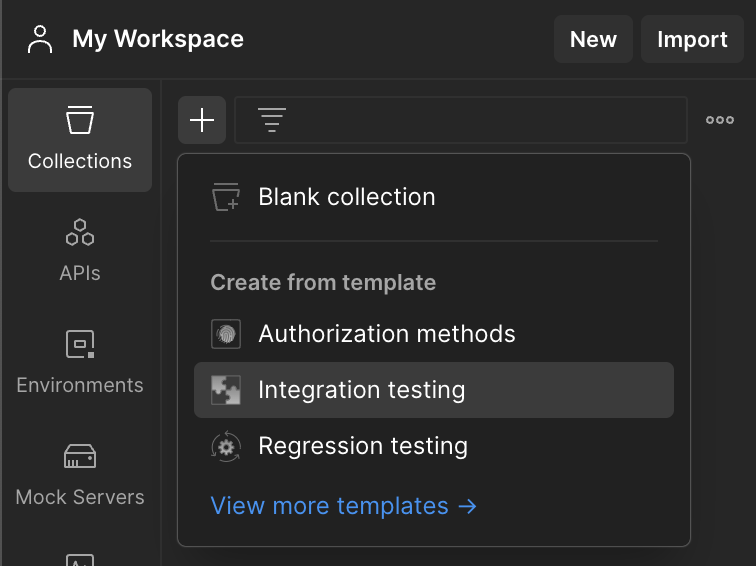 My Workspace
New
Import
Collections
APIs
Environments
Mock Servers
Blank collection
Create from template
Authorization methods
Integration testing
Regression testing
View more templates →